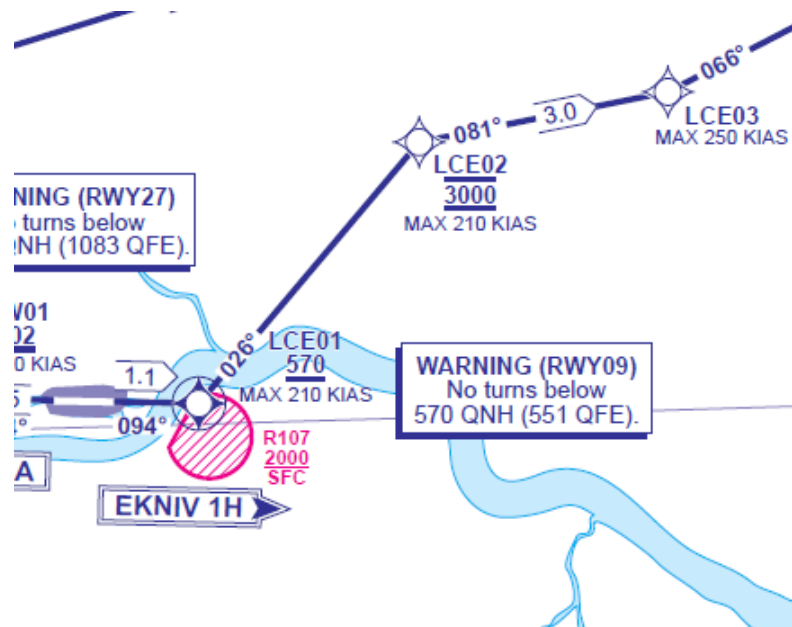 066°
3.0
081°
LCE03
MAX 250 KIAS
LCE02
3000
MAX 210 KIAS
NING (RWY27)
turns below
QNH (1083 QFE).
W01
02
0 KIAS
1.1
026°
LCE01
570
MAX 210 KIAS
WARNING (RWY09)
No turns below
570 QNH (551 QFE).
5
094°
R107
2000
SFC
A
EKNIV 1H